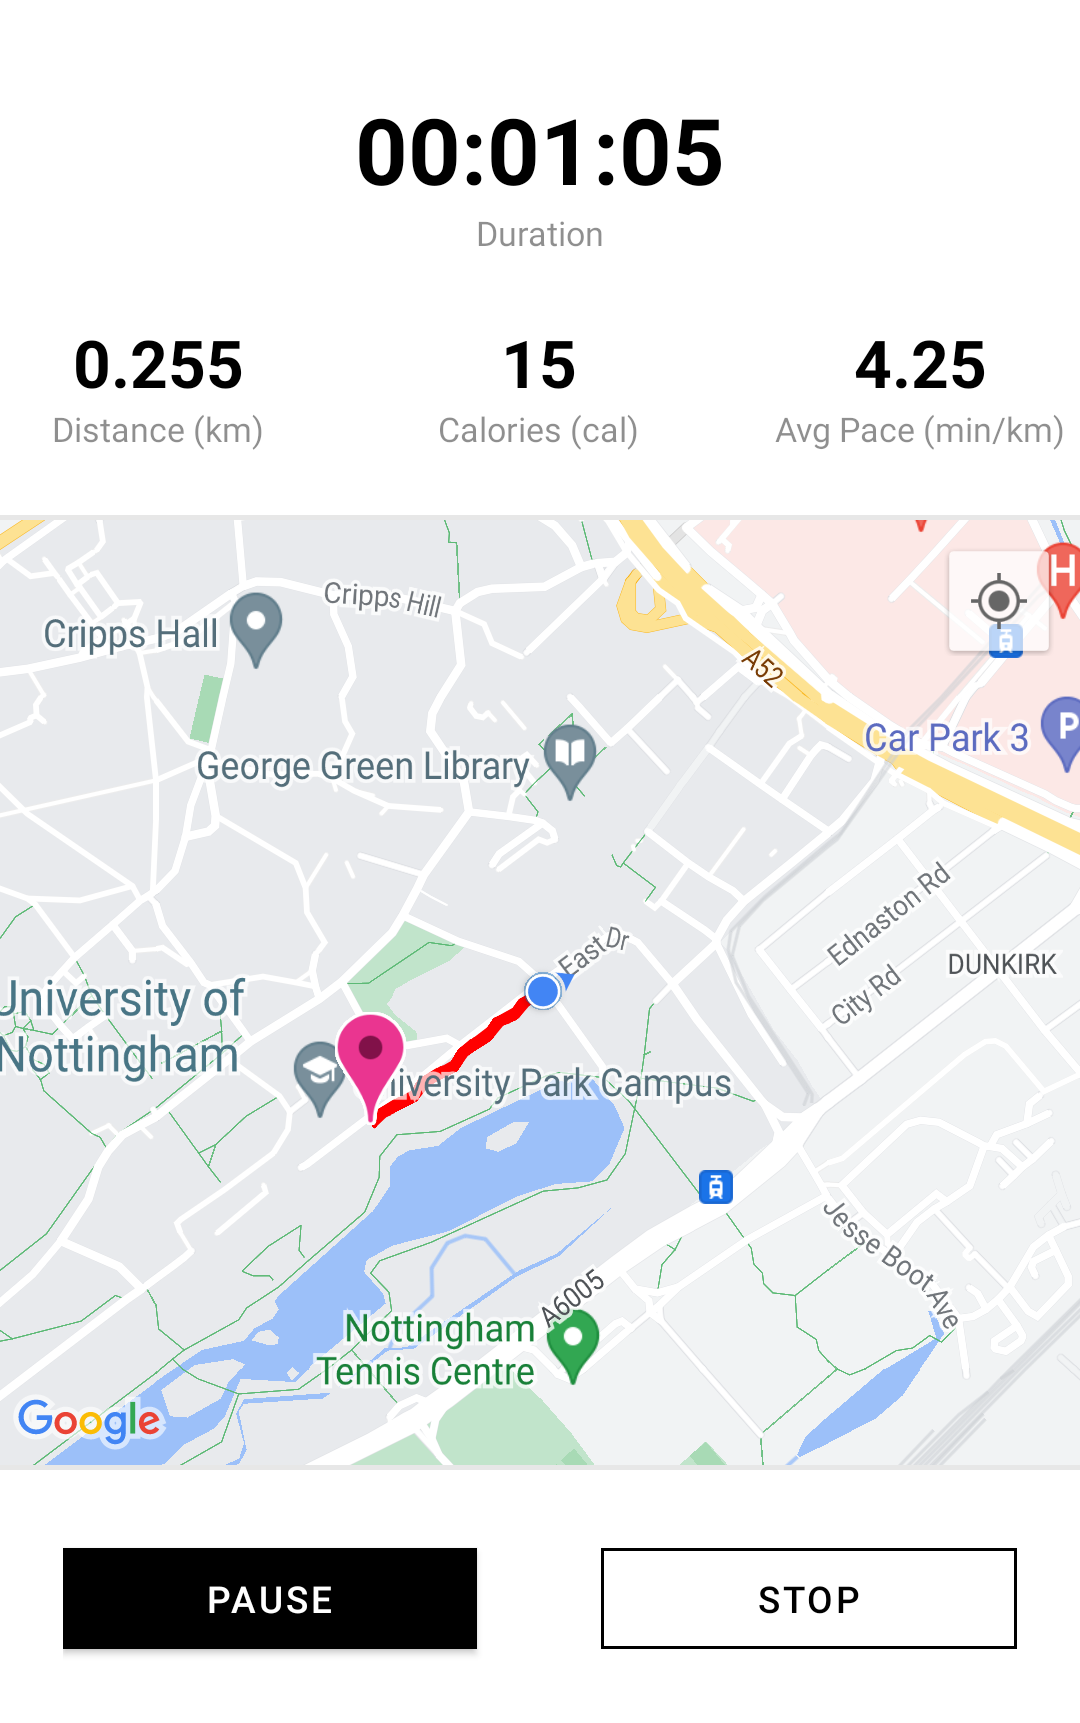 00:01:05
Duration
0.255
15
4.25
Distance (km)
Calories (cal)
Avg Pace (min/km)
Cripps Hill
H
Cripps Hall
A52
Car Park 3
P
George Green Library
Ednaston Rd
East Dr
DUNKIRK
City Rd
University of
Nottingham
iversity Park Campus
Jesse Boot Ave
A6005
Nottingham
Tennis Centre
Google
PAUSE
STOP